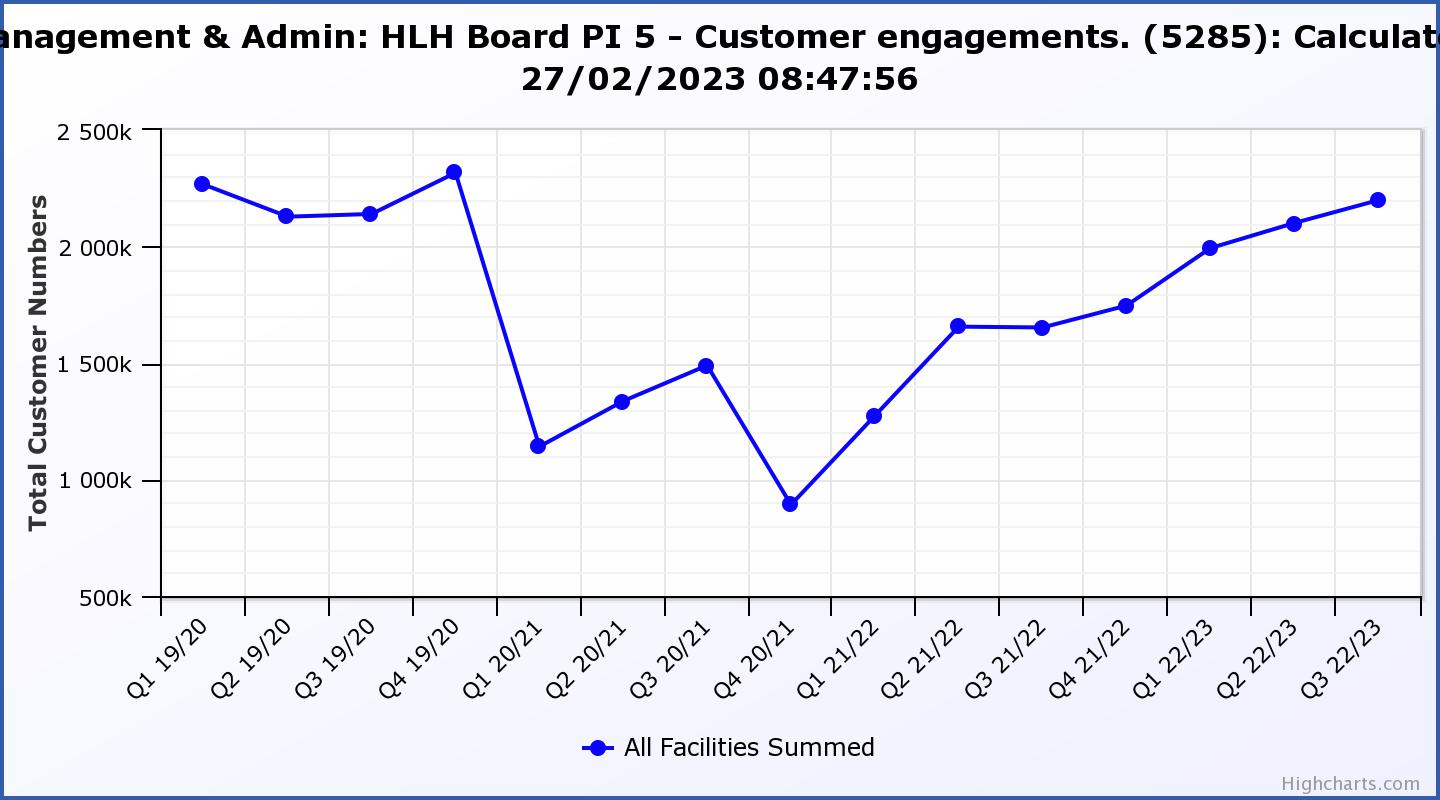 anagement & Admin: HLH Board PI 5 – Customer engagements. (5285): Calculat
27/02/2023 08:47:56
Total Customer Numbers
2 500k
2 000k
1 500k
1 000k
500k
Q1 19/20
Q2 19/20
Q3 19/20
Q4 19/20
Q1 20/21
Q2 20/21
Q3 20/21
Q4 20/21
Q1 21/22
Q2 21/22
Q3 21/22
Q4 21/22
Q1 22/23
Q2 22/23
Q3 22/23
All Facilities Summed
Highcharts.com